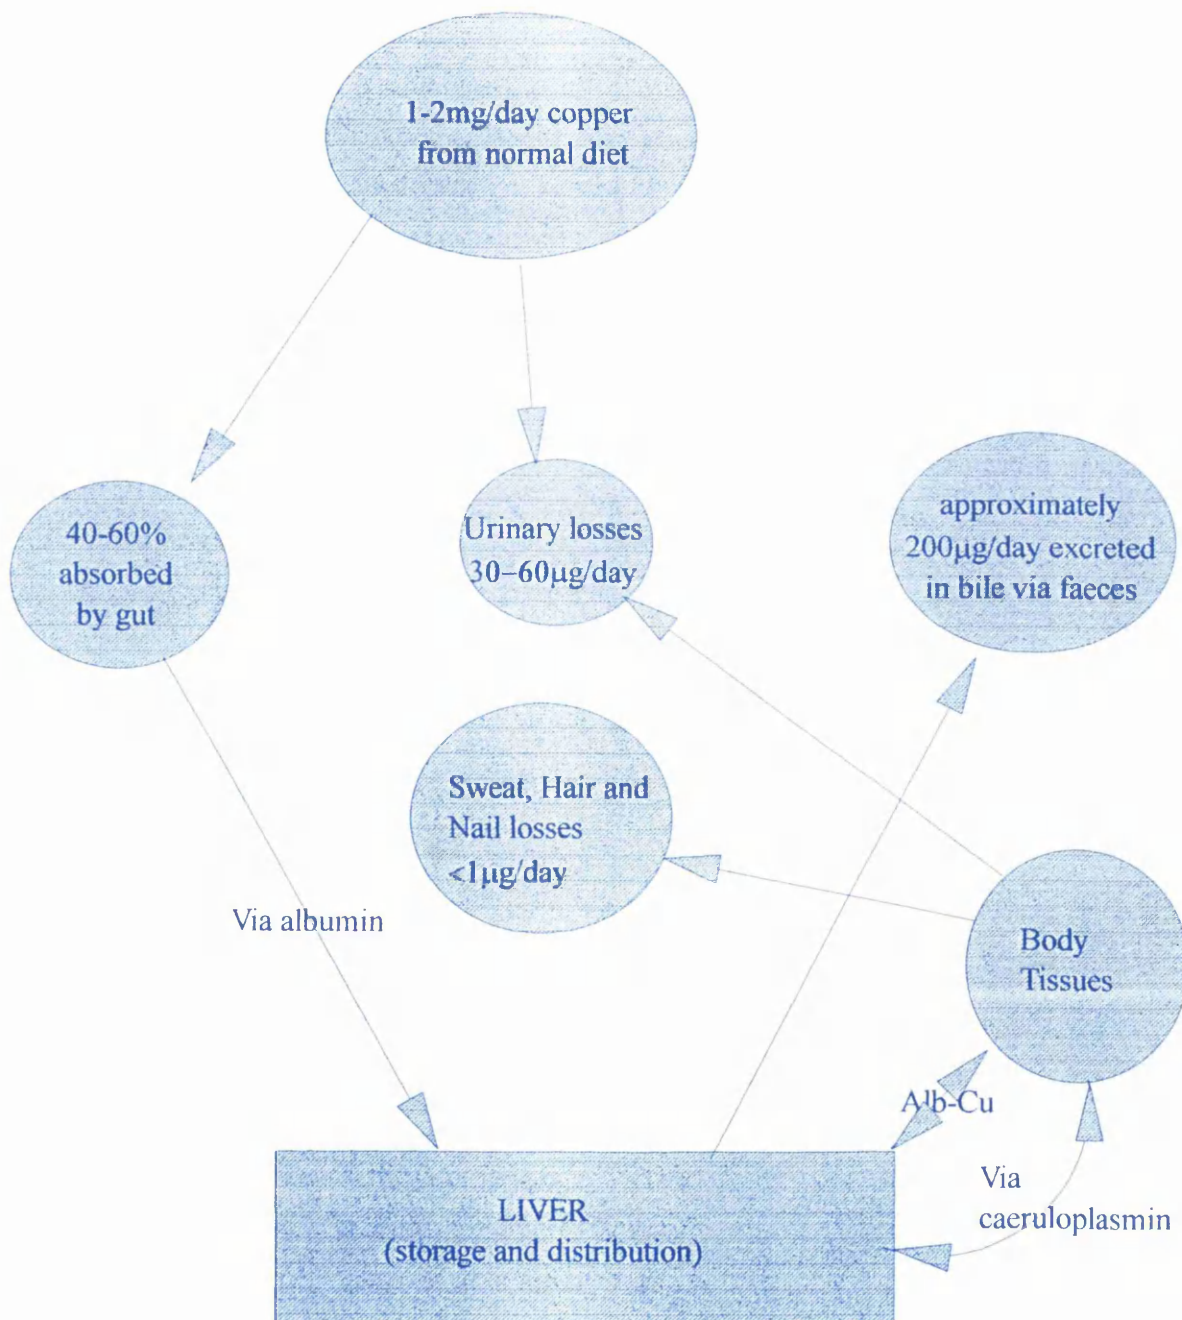 1-2mg/day copper
from normal diet
40-60%
absorbed
by gut
Urinary losses
30–60µg/day
approximately
200µg/day excreted
in bile via faeces
Sweat, Hair and
Nail losses
<1µg/day
Via albumin
Body
Tissues
Alb-Cu
Via
caeruloplasmin
LIVER
(storage and distribution)